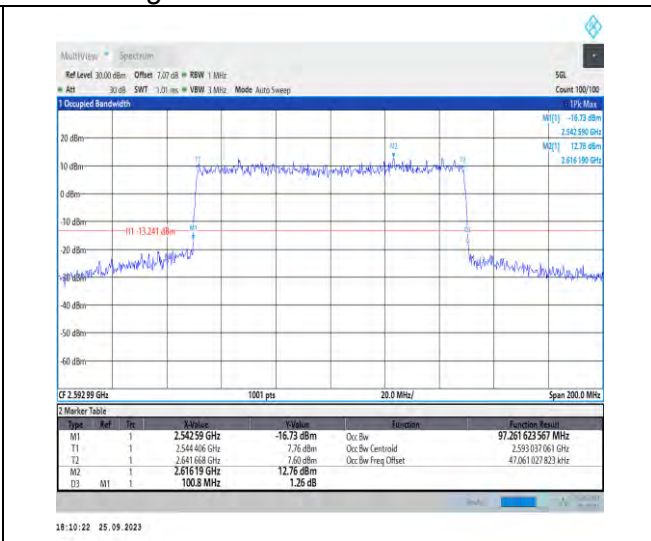 MultiView Spectrum
Ref Level 30.00 dBm Offset 7.07 dB RBW 1 MHz SGL
Att 30 dB SWT 1.01 ms VBW 3 MHz Mode Auto Sweep Count 100/100
1 Occupied Bandwidth 1Pk Max
M1[1] -16.73 dBm
2.542 590 GHz
M2[1] 12.76 dBm
2.616 190 GHz
20 dBm
M2
T1
10 dBm
0 dBm
-10 dBm
H1 -13.241 dBm
M1
D3
-20 dBm
-30 dBm
-40 dBm
-50 dBm
-60 dBm
CF 2.592 99 GHz 1001 pts 20.0 MHz/ Span 200.0 MHz
2 Marker Table
Type Ref Trc X-Value Y-Value Function Function Result
M1 1 2.542 59 GHz -16.73 dBm Occ Bw 97.261 623 567 MHz
T1 1 2.544 406 GHz 7.76 dBm Occ Bw Centroid 2.593 037 061 GHz
T2 1 2.641 668 GHz 7.60 dBm Occ Bw Freq Offset 47.061 027 823 kHz
M2 1 2.616 19 GHz 12.76 dBm
D3 M1 1 100.8 MHz 1.26 dB
18:10:22 25.09.2023